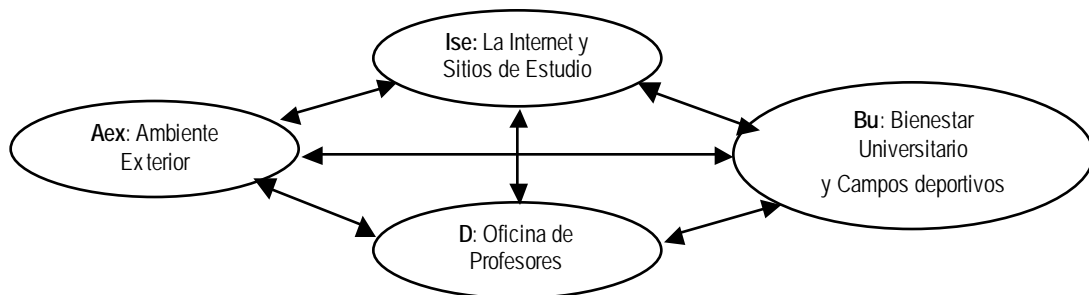 Ise: La Internet y
Sitios de Estudio
Aex: Ambiente
Exterior
Bu: Bienestar
Universitario
y Campos deportivos
D: Oficina de
Profesores